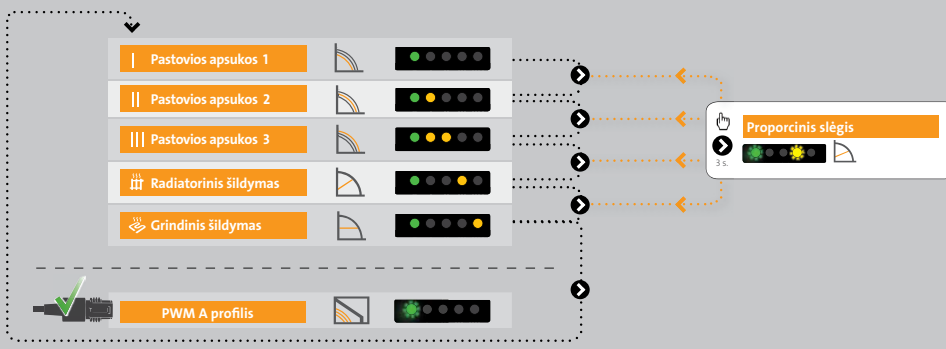 | Pastovios apsukos 1
|| Pastovios apsukos 2
||| Pastovios apsukos 3
Radiatorinis šildymas
Grindinis šildymas
PWM A profilis
Proporcinis slėgis
3 s.